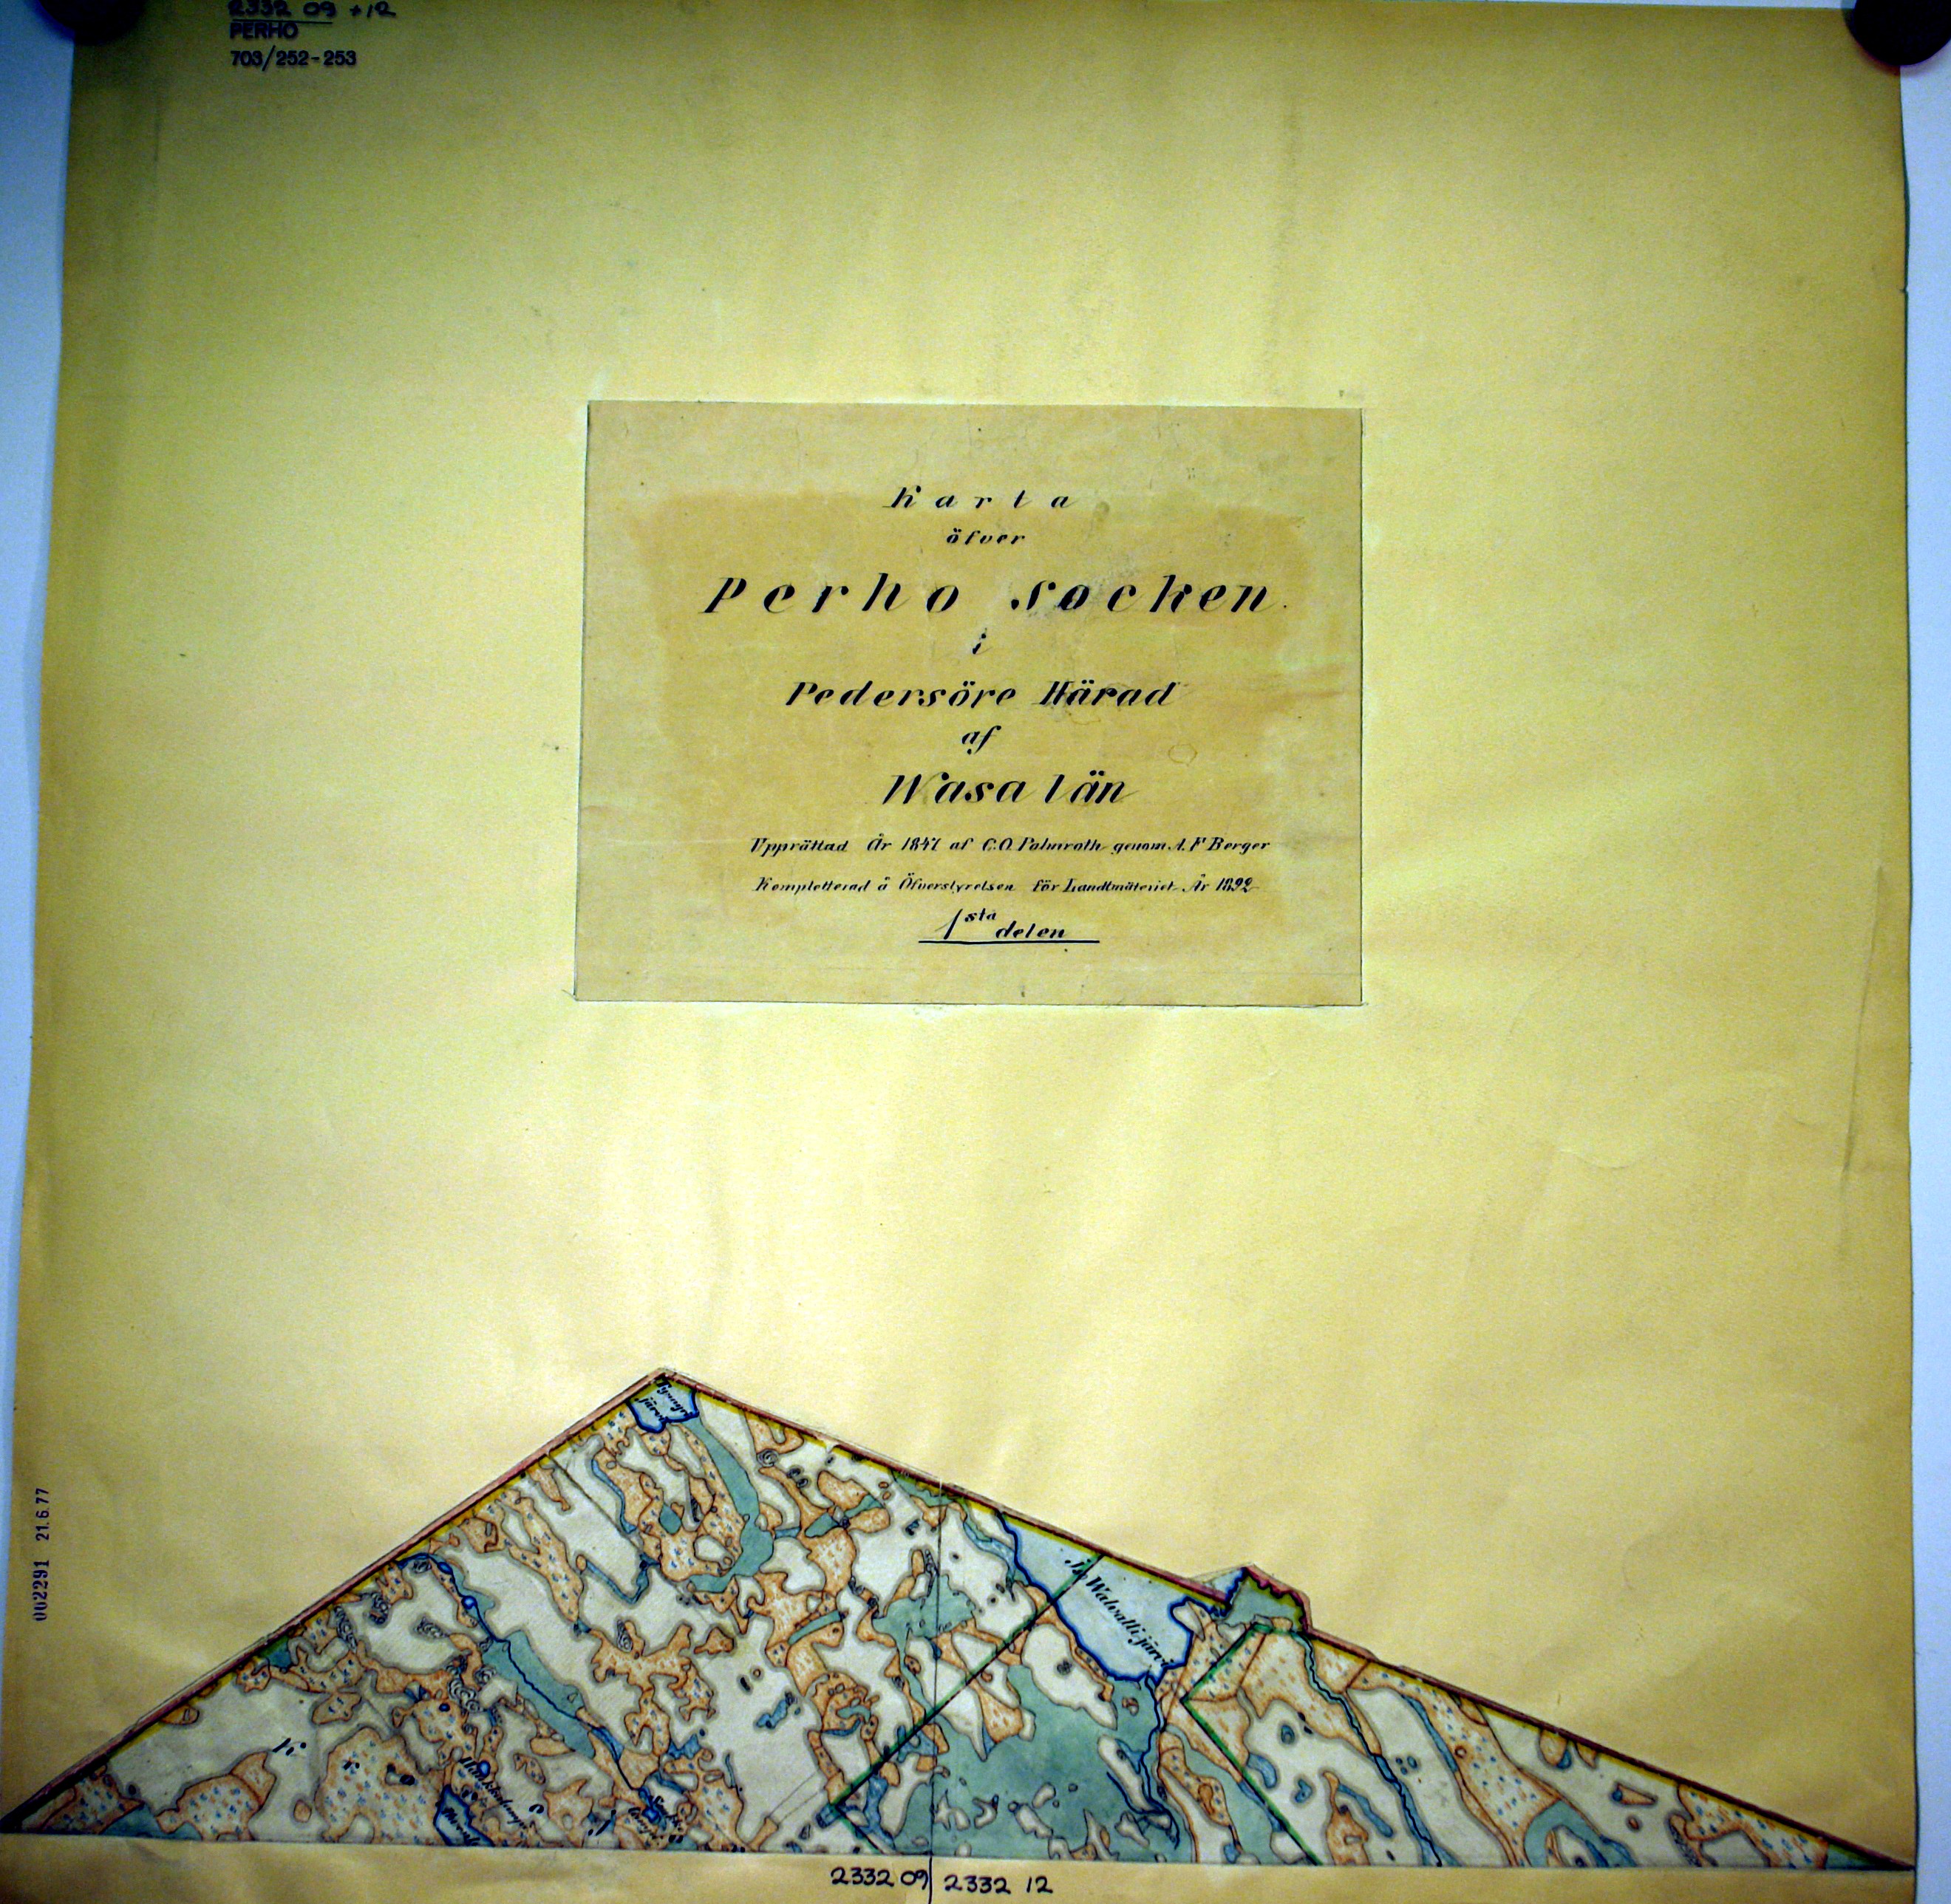 2332 09 + 12
PERHO
703/252-253
Karta
öfver
Perho Socken.
i
Pedersöre Härad
af
Wasa län
Upprättad År 1847 af C.O. Palmroth genom A. F Berger
Kompletterad å Öfverstyrelsen för Landtmäteriet År 1892
1sta delen
järvi
Walvatti järvi
002291 21.6.77
2332 09
2332 12